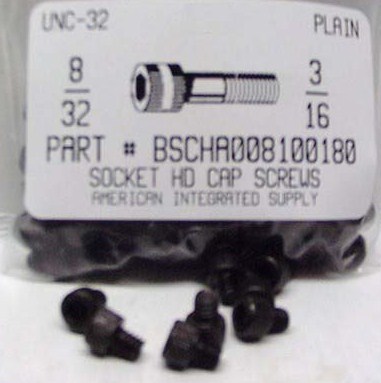 UNC-32 PLAIN
8 3
32 16
PART # BSCHA008100180
SOCKET HD CAP SCREWS
AMERICAN INTEGRATED SUPPLY